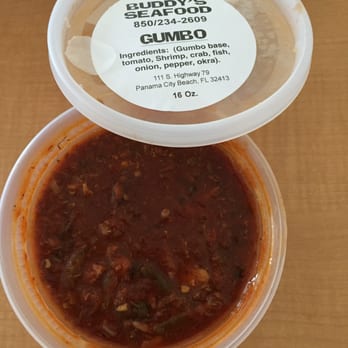 BUDDY'S
SEAFOOD
850/234-2609
GUMBO
Ingredients: (Gumbo base,
tomato, Shrimp, crab, fish,
onion, pepper, okra).
111 S. Highway 79
Panama City Beach, FL 32413
16 Oz.